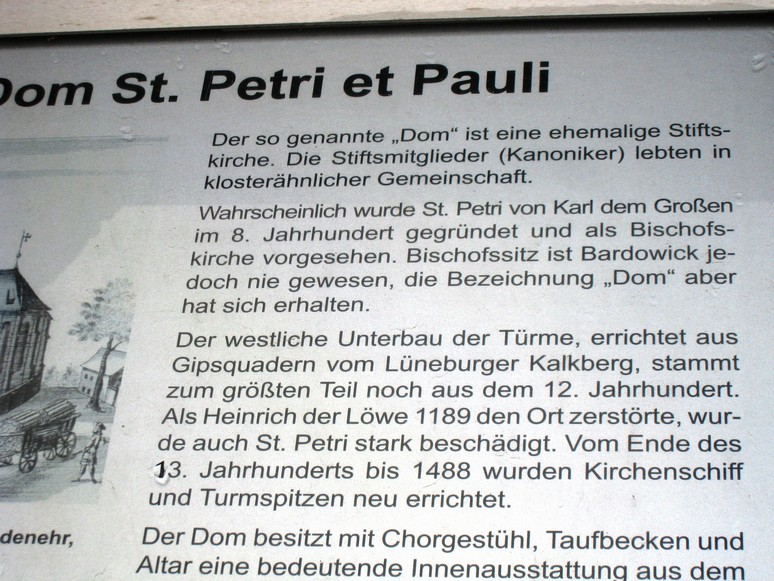 Dom St. Petri et Pauli
Der so genannte „Dom“ ist eine ehemalige Stifts-
kirche. Die Stiftsmitglieder (Kanoniker) lebten in
klosterähnlicher Gemeinschaft.
Wahrscheinlich wurde St. Petri von Karl dem Großen
im 8. Jahrhundert gegründet und als Bischofs-
kirche vorgesehen. Bischofssitz ist Bardowick je-
doch nie gewesen, die Bezeichnung „Dom“ aber
hat sich erhalten.
Der westliche Unterbau der Türme, errichtet aus
Gipsquadern vom Lüneburger Kalkberg, stammt
zum größten Teil noch aus dem 12. Jahrhundert.
Als Heinrich der Löwe 1189 den Ort zerstörte, wur-
de auch St. Petri stark beschädigt. Vom Ende des
13. Jahrhunderts bis 1488 wurden Kirchenschiff
und Turmspitzen neu errichtet.
denehr,
Der Dom besitzt mit Chorgestühl, Taufbecken und
Altar eine bedeutende Innenausstattung aus dem